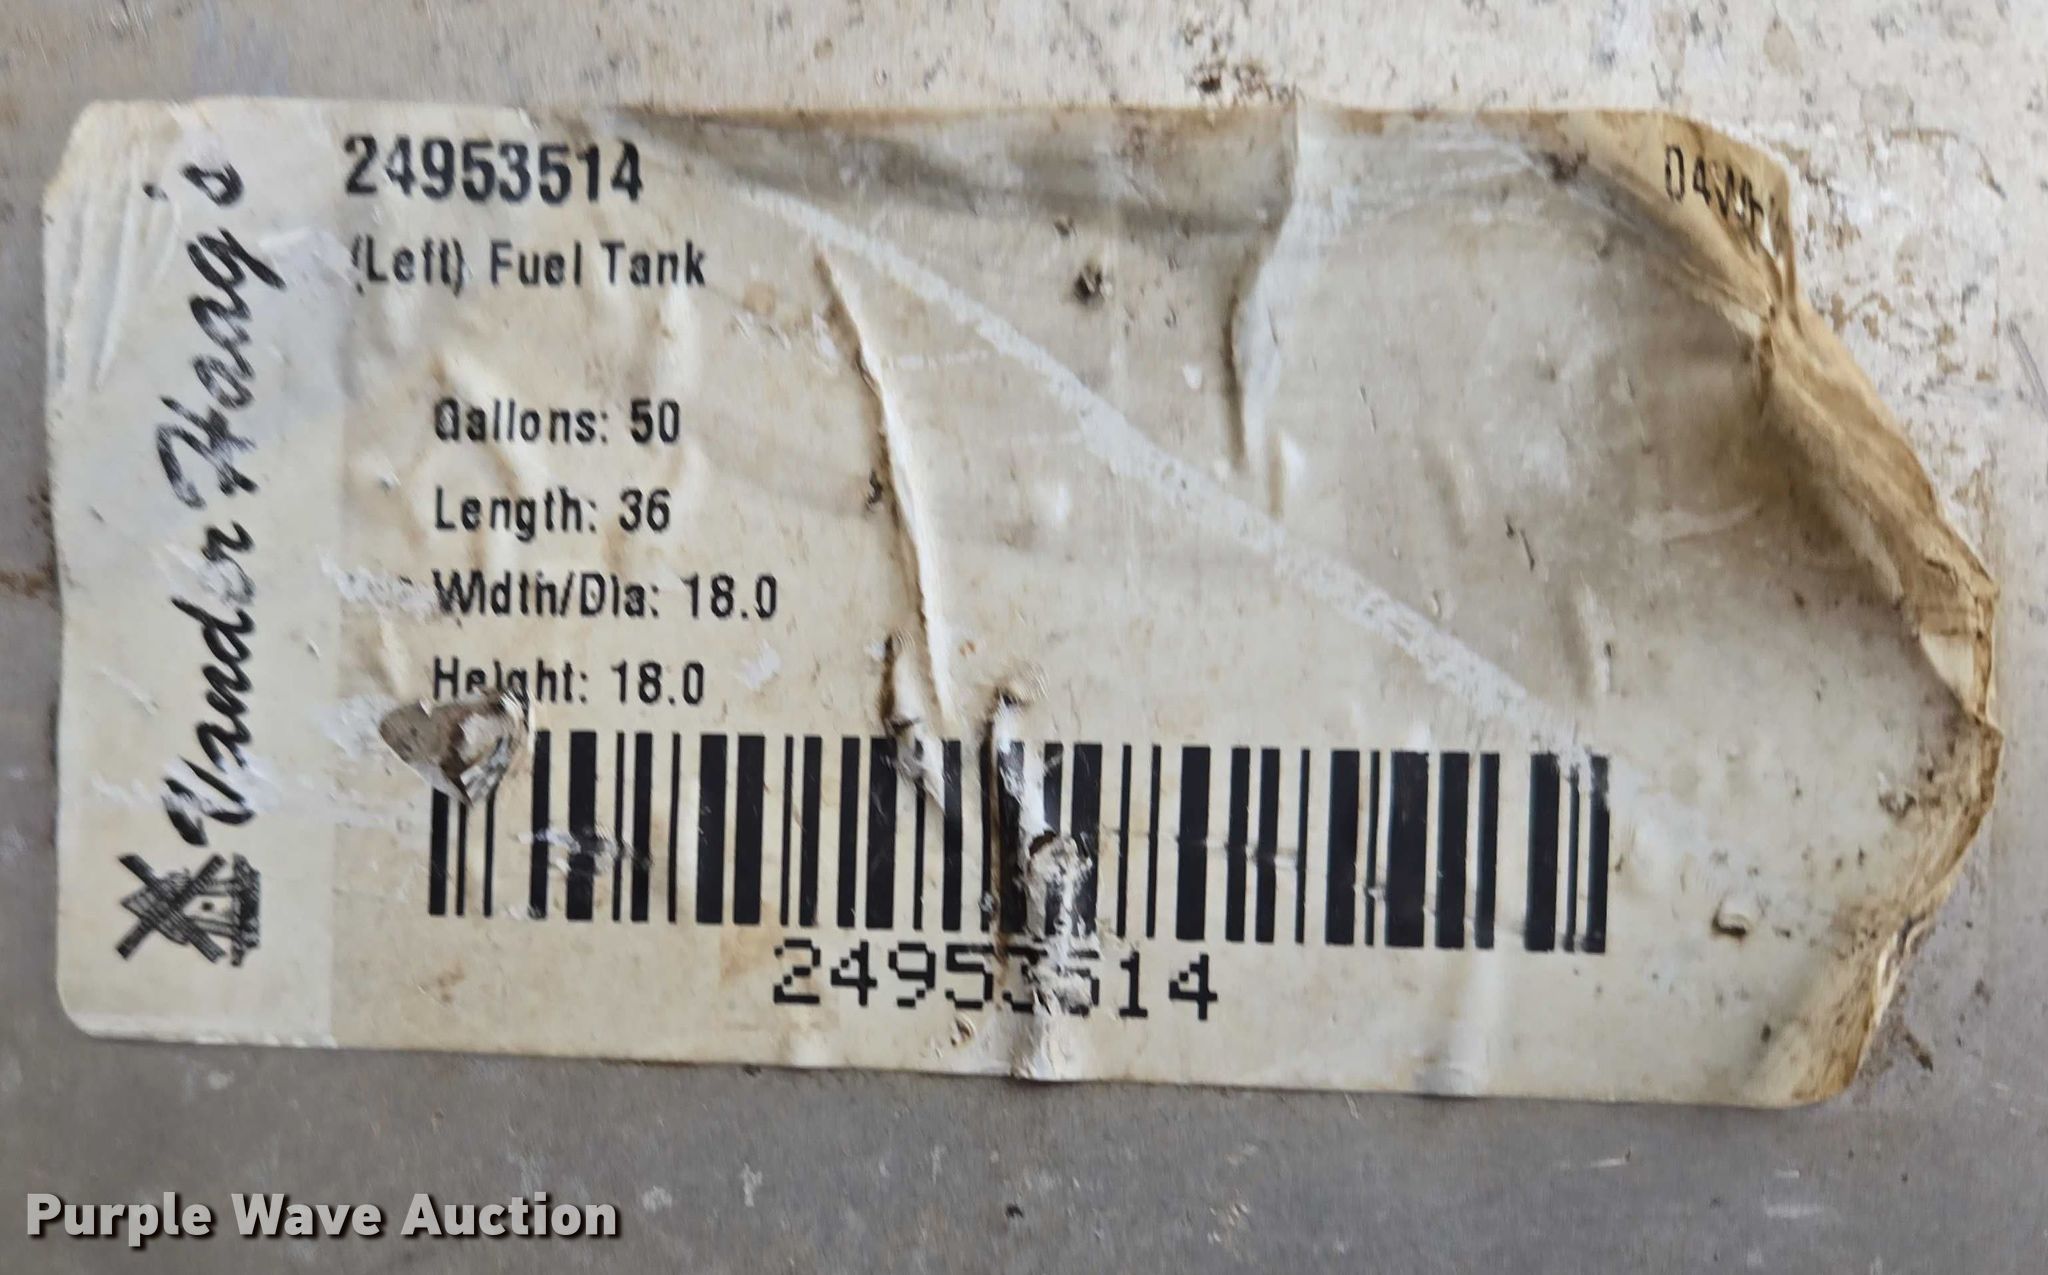 Vander Haag's
24953514
(Left) Fuel Tank
Gallons: 50
Length: 36
Width/Dia: 18.0
Height: 18.0
24953514
Purple Wave Auction